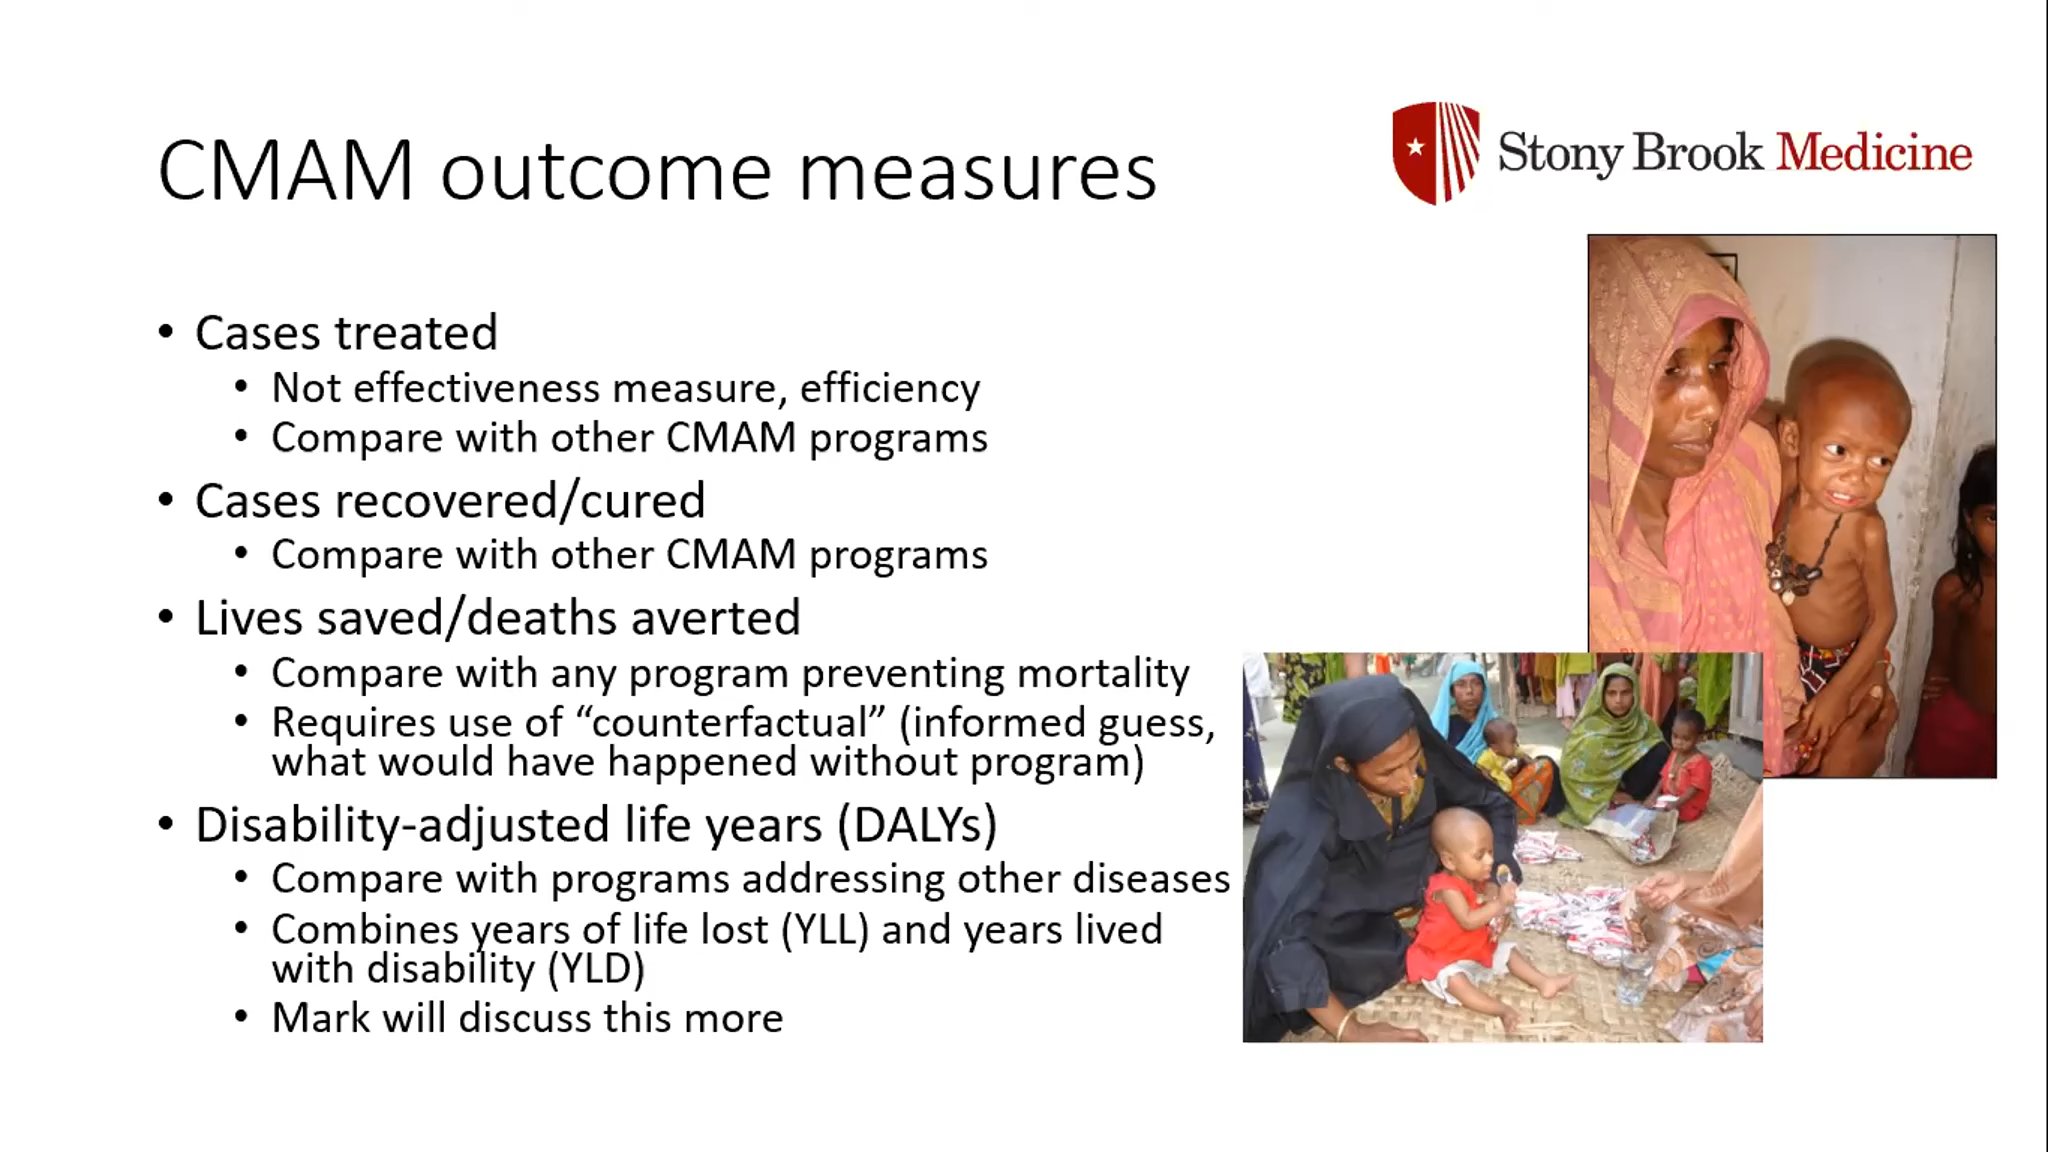 CMAM outcome measures
Stony Brook Medicine
• Cases treated
• Not effectiveness measure, efficiency
• Compare with other CMAM programs
• Cases recovered/cured
• Compare with other CMAM programs
• Lives saved/deaths averted
• Compare with any program preventing mortality
• Requires use of “counterfactual” (informed guess,
what would have happened without program)
• Disability-adjusted life years (DALYs)
• Compare with programs addressing other diseases
• Combines years of life lost (YLL) and years lived
with disability (YLD)
• Mark will discuss this more